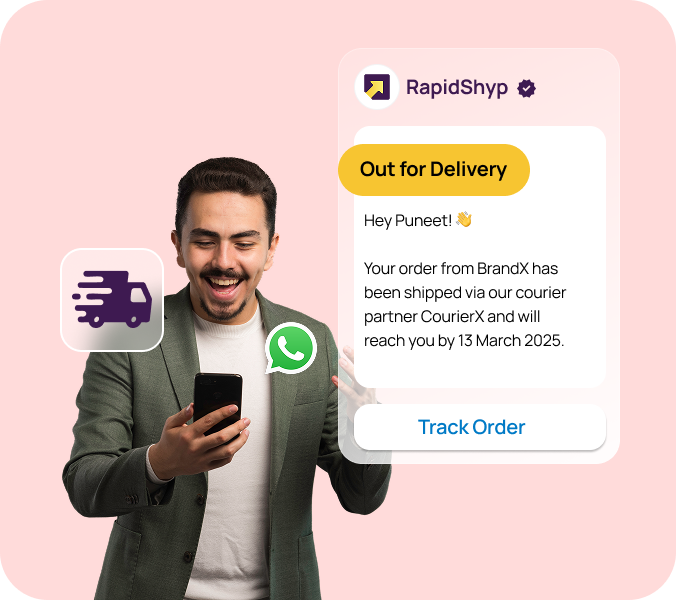 RapidShyp
Out for Delivery
Hey Puneet! 👋
Your order from BrandX has
been shipped via our courier
partner CourierX and will
reach you by 13 March 2025.
Track Order